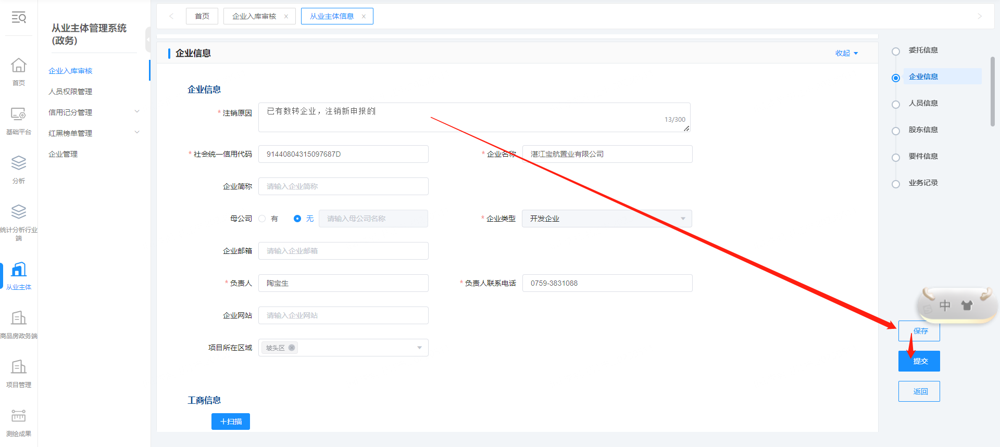 首页
基础平台
分析
统计分析行业
端
从业主体
商品房政务端
项目管理
测绘成果
从业主体管理系统
(政务)
企业入库审核
人员权限管理
信用记分管理
红黑榜单管理
企业管理
首页
企业入库审核 ×
从业主体信息 ×
企业信息
收起
企业信息
* 注销原因 已有数转企业，注销新申报的
13/300
* 社会统一信用代码 91440804315097687D
* 企业名称 湛江宝航置业有限公司
企业简称 请输入企业简称
母公司 有 无 请输入母公司名称
* 企业类型 开发企业
企业邮箱 请输入企业邮箱
* 负责人 陶宝生
* 负责人联系电话 0759-3831088
企业网站 请输入企业网站
项目所在区域 坡头区
工商信息
+扫描
委托信息
企业信息
人员信息
股东信息
要件信息
业务记录
中
保存
提交
返回